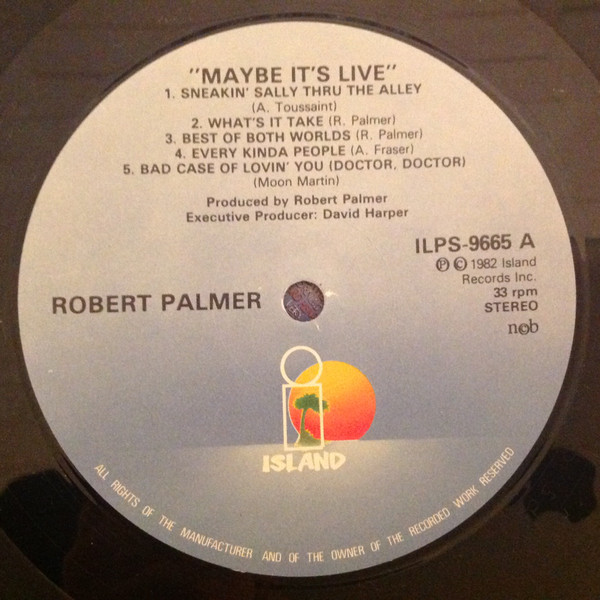 "MAYBE IT'S LIVE"
1. SNEAKIN' SALLY THRU THE ALLEY
(A. Toussaint)
2. WHAT'S IT TAKE (R. Palmer)
3. BEST OF BOTH WORLDS (R. Palmer)
4. EVERY KINDA PEOPLE (A. Fraser)
5. BAD CASE OF LOVIN' YOU (DOCTOR, DOCTOR)
(Moon Martin)
Produced by Robert Palmer
Executive Producer: David Harper
ILPS-9665 A
℗ © 1982 Island
Records Inc.
33 rpm
STEREO
n©b
ROBERT PALMER
ISLAND
ALL RIGHTS OF THE MANUFACTURER AND OF THE OWNER OF THE RECORDED WORK RESERVED